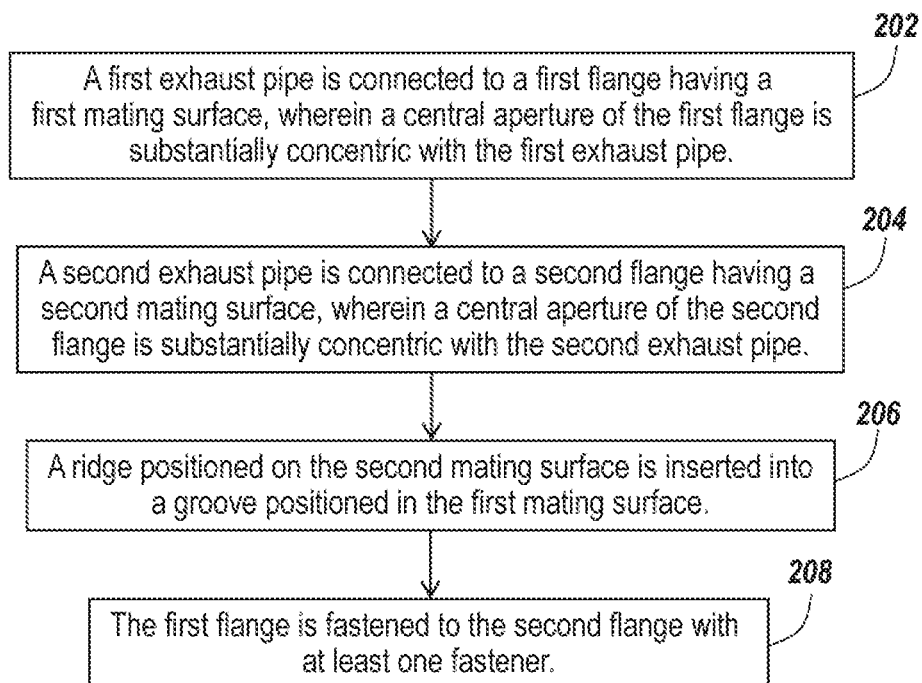 202
A first exhaust pipe is connected to a first flange having a
first mating surface, wherein a central aperture of the first flange is
substantially concentric with the first exhaust pipe.
204
A second exhaust pipe is connected to a second flange having a
second mating surface, wherein a central aperture of the second
flange is substantially concentric with the second exhaust pipe.
206
A ridge positioned on the second mating surface is inserted into
a groove positioned in the first mating surface.
208
The first flange is fastened to the second flange with
at least one fastener.